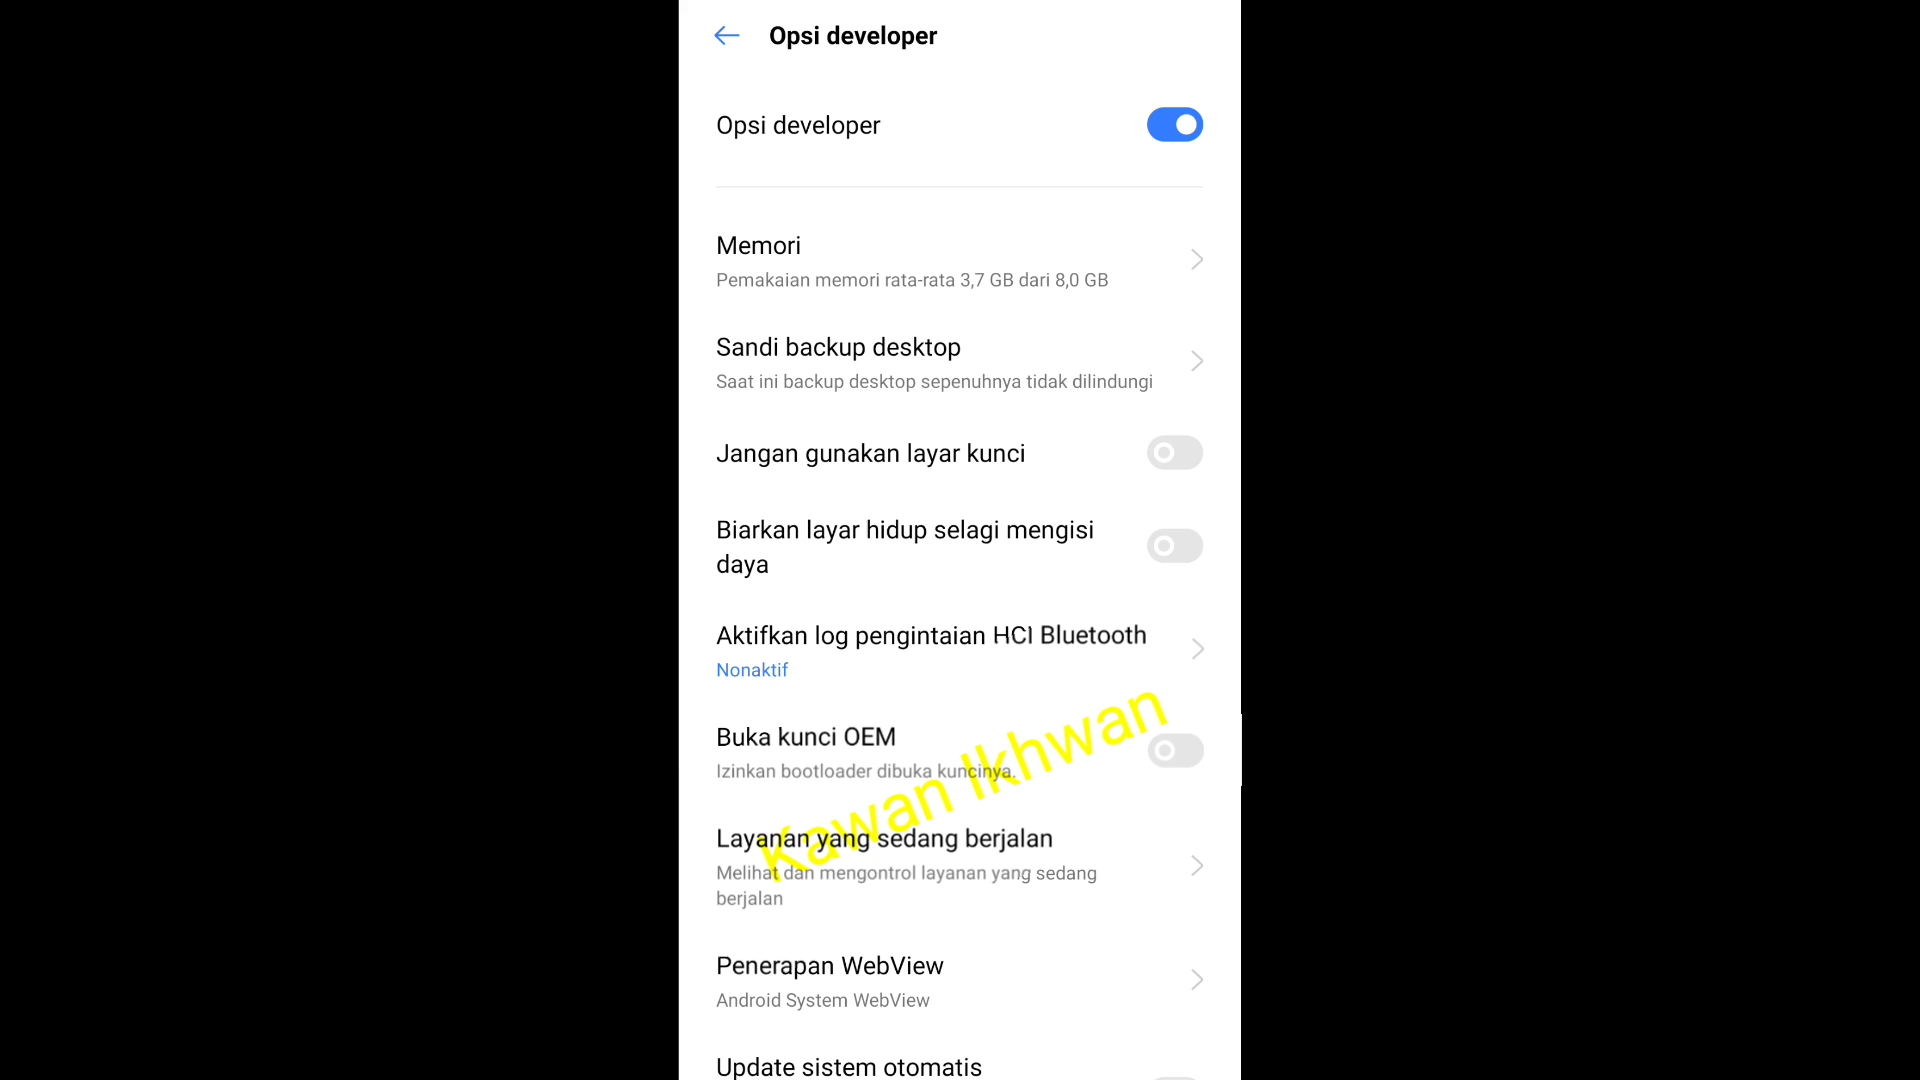 Opsi developer
Opsi developer
Memori
Pemakaian memori rata-rata 3,7 GB dari 8,0 GB
Sandi backup desktop
Saat ini backup desktop sepenuhnya tidak dilindungi
Jangan gunakan layar kunci
Biarkan layar hidup selagi mengisi
daya
Aktifkan log pengintaian HCI Bluetooth
Nonaktif
Buka kunci OEM
Izinkan bootloader dibuka kuncinya.
Kawan Ikhwan
Layanan yang sedang berjalan
Melihat dan mengontrol layanan yang sedang
berjalan
Penerapan WebView
Android System WebView
Update sistem otomatis